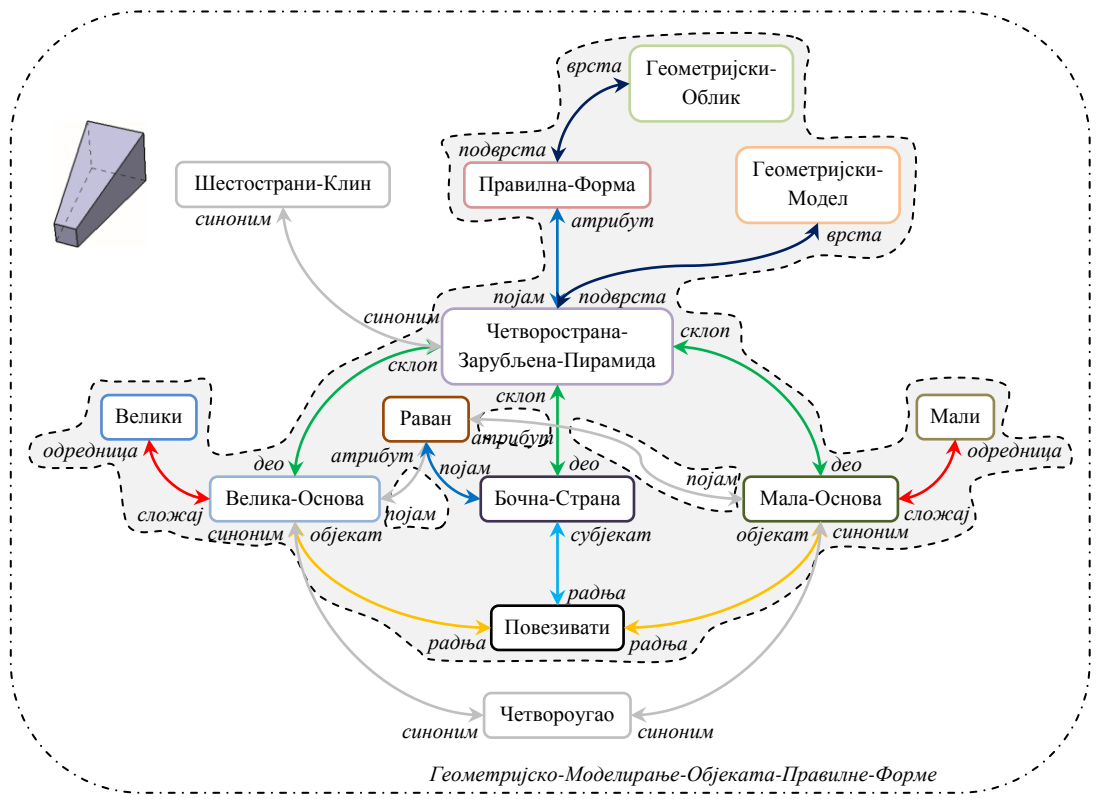 врста
Геометријски-
Облик
подврста
Шестострани-Клин
Правилна-Форма
Геометријски-
Модел
синоним
атрибут
врста
појам
подврста
синоним
Четворострана-
Зарубљена-Пирамида
склоп
склоп
склоп
Велики
Раван
Мали
одредница
атрибут
атрибут
одредница
део
појам
део
део
појам
Велика-Основа
Бочна-Страна
Мала-Основа
сложај
појам
сложај
синоним
објекат
субјекат
објекат
синоним
радња
Повезивати
радња
радња
Четвороугао
синоним
синоним
Геометријско-Моделирање-Објеката-Правилне-Форме